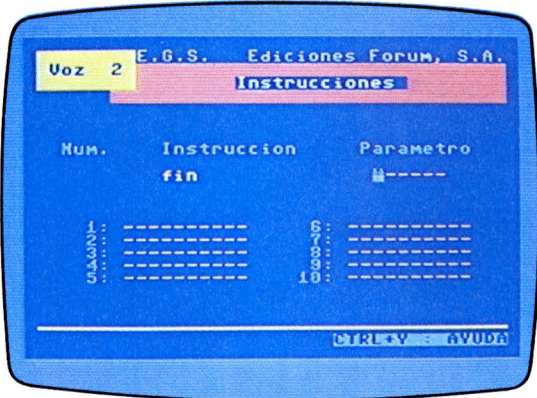 E.G.S. Ediciones Forum, S.A.
Voz 2
Instrucciones
Num. Instruccion Parametro
fin -----
1: ---------- 6: ----------
2: ---------- 7: ----------
3: ---------- 8: ----------
4: ---------- 9: ----------
5: ---------- 10: ----------
CTRL+Y : AYUDA